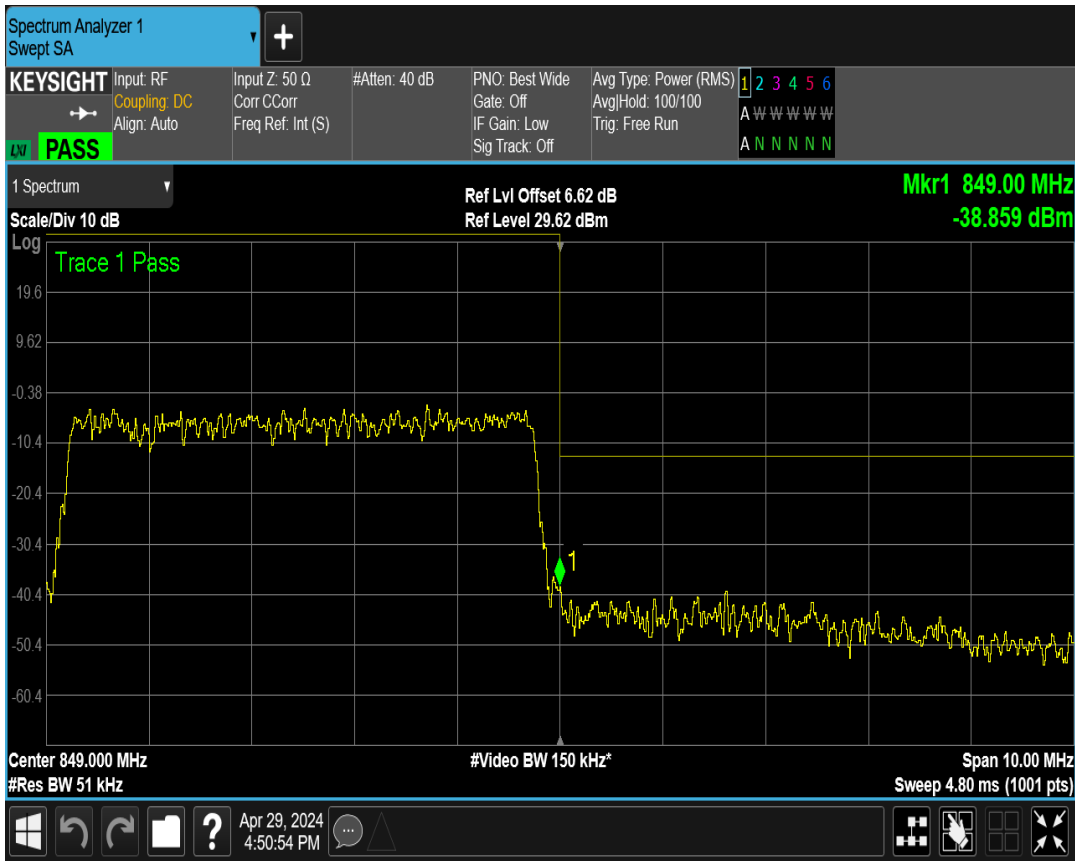 Spectrum Analyzer 1
Swept SA
KEYSIGHT
LXI PASS
Input: RF
Coupling: DC
Align: Auto
Input Z: 50 Ω
Corr CCorr
Freq Ref: Int (S)
#Atten: 40 dB
PNO: Best Wide
Gate: Off
IF Gain: Low
Sig Track: Off
Avg Type: Power (RMS)
Avg|Hold: 100/100
Trig: Free Run
1 2 3 4 5 6
A W W W W W
A N N N N N
1 Spectrum
Scale/Div 10 dB
Ref Lvl Offset 6.62 dB
Ref Level 29.62 dBm
Mkr1 849.00 MHz
-38.859 dBm
Log
Trace 1 Pass
19.6
9.62
-0.38
-10.4
-20.4
-30.4
1
-40.4
-50.4
-60.4
Center 849.000 MHz
#Res BW 51 kHz
#Video BW 150 kHz*
Span 10.00 MHz
Sweep 4.80 ms (1001 pts)
?
Apr 29, 2024
4:50:54 PM